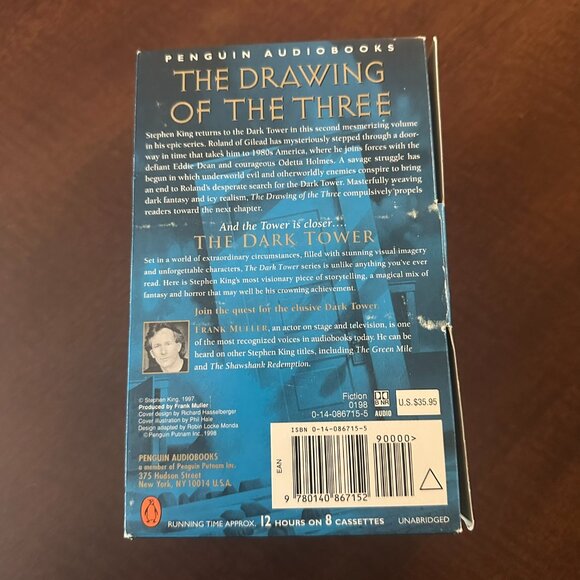 PENGUIN AUDIOBOOKS
THE DRAWING
OF THE THREE
Stephen King returns to the Dark Tower in this second mesmerizing volume
in his epic series. Roland of Gilead has mysteriously stepped through a door-
way in time that takes him to 1980s America, where he joins forces with the
defiant Eddie Dean and courageous Odetta Holmes. A savage struggle has
begun in which underworld evil and otherworldly enemies conspire to bring
an end to Roland's desperate search for the Dark Tower. Masterfully weaving
dark fantasy and icy realism, The Drawing of the Three compulsively propels
readers toward the next chapter.
And the Tower is closer....
THE DARK TOWER
Set in a world of extraordinary circumstances, filled with stunning visual imagery
and unforgettable characters, The Dark Tower series is unlike anything you've ever
read. Here is Stephen King's most visionary piece of storytelling, a magical mix of
fantasy and horror that may well be his crowning achievement.
Join the quest for the elusive Dark Tower
FRANK MULLER, an actor on stage and television, is one
of the most recognized voices in audiobooks today. He can be
heard on other Stephen King titles, including The Green Mile
and The Shawshank Redemption.
© Stephen King, 1997
Produced by Frank Muller
Cover design by Richard Hasselberger
Cover illustration by Phil Hale
Design adapted by Robin Locke Monda
© Penguin Putnam Inc., 1998
Fiction
0198
0-14-086715-5
DOLBY B NR
AUDIO
U.S. $35.95
PENGUIN AUDIOBOOKS
a member of Penguin Putnam Inc.
375 Hudson Street
New York, NY 10014 U.S.A.
ISBN 0-14-086715-5
90000>
EAN
9 780140 867152
RUNNING TIME APPROX. 12 HOURS ON 8 CASSETTES UNABRIDGED